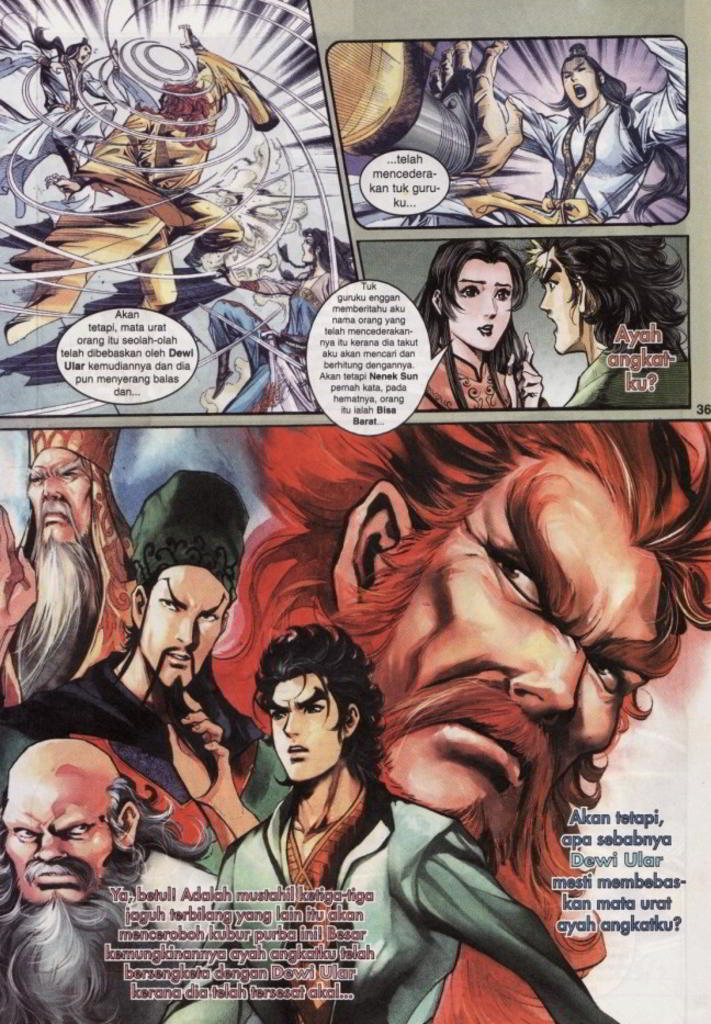 ...telah
mencedera-
kan tuk guru-
ku...
Akan
tetapi, mata urat
orang itu seolah-olah
telah dibebaskan oleh Dewi
Ular kemudiannya dan dia
pun menyerang balas
dan...
Tuk
guruku enggan
memberitahu aku
nama orang yang
telah mencederakan-
nya itu kerana dia takut
aku akan mencari dan
berhitung dengannya.
Akan tetapi Nenek Sun
pernah kata, pada
hematnya, orang
itu ialah Bisa
Barat...
Ayah
angkat-
ku?
36
Akan tetapi,
apa sebabnya
Dewi Ular
mesti membebas-
kan mata urat
ayah angkatku?
Ya, betul! Adalah mustahil ketiga-tiga
jaguh terbilang yang lain itu akan
menceroboh kubur purba ini! Besar
kemungkinannya ayah angkatku telah
bersengketa dengan Dewi Ular
kerana dia telah tersesat akal...